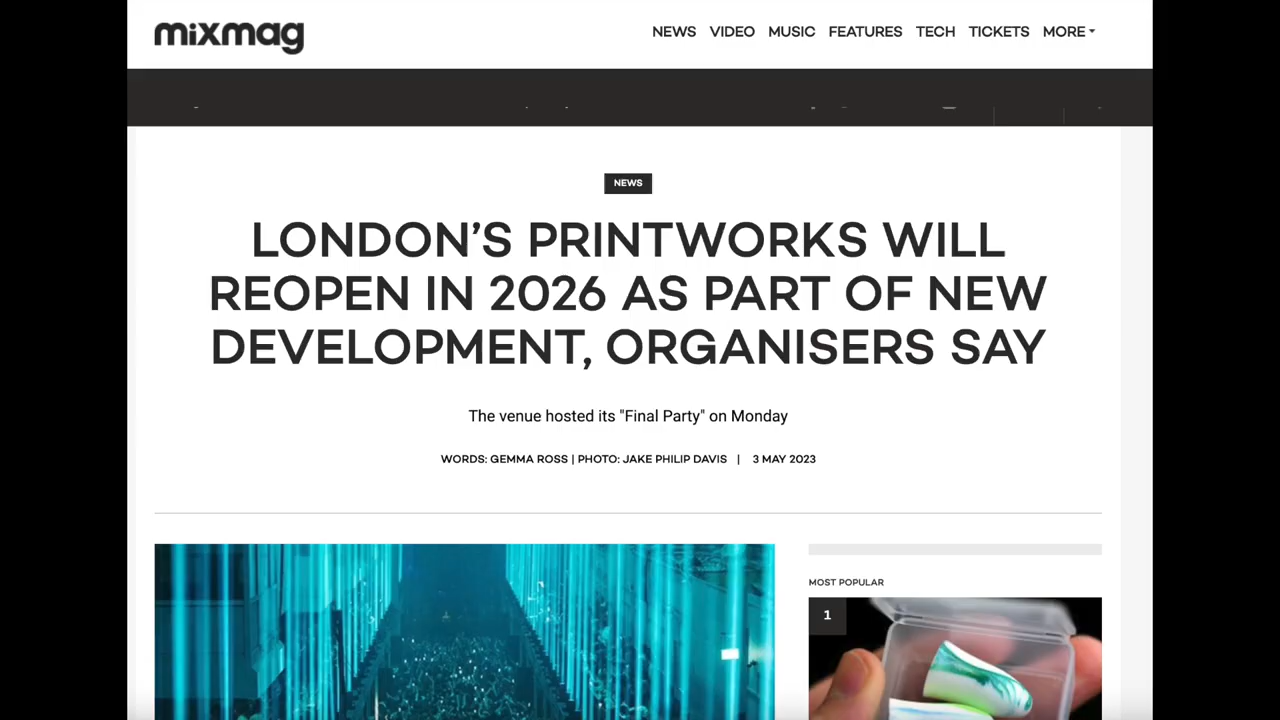 mixmag
NEWS VIDEO MUSIC FEATURES TECH TICKETS MORE
NEWS
LONDON'S PRINTWORKS WILL
REOPEN IN 2026 AS PART OF NEW
DEVELOPMENT, ORGANISERS SAY
The venue hosted its "Final Party" on Monday
WORDS: GEMMA ROSS | PHOTO: JAKE PHILIP DAVIS | 3 MAY 2023
MOST POPULAR
1